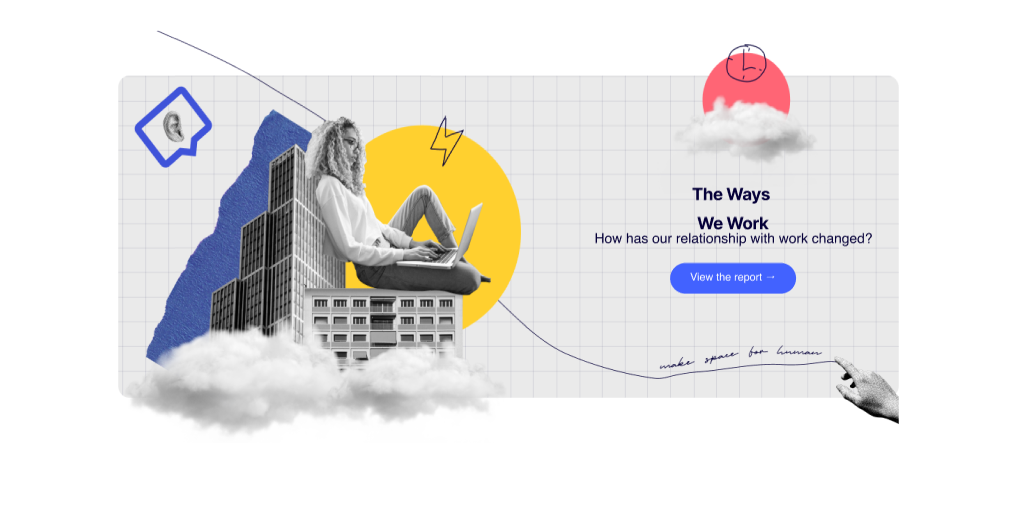 The Ways
We Work
How has our relationship with work changed?
View the report →
make space for human